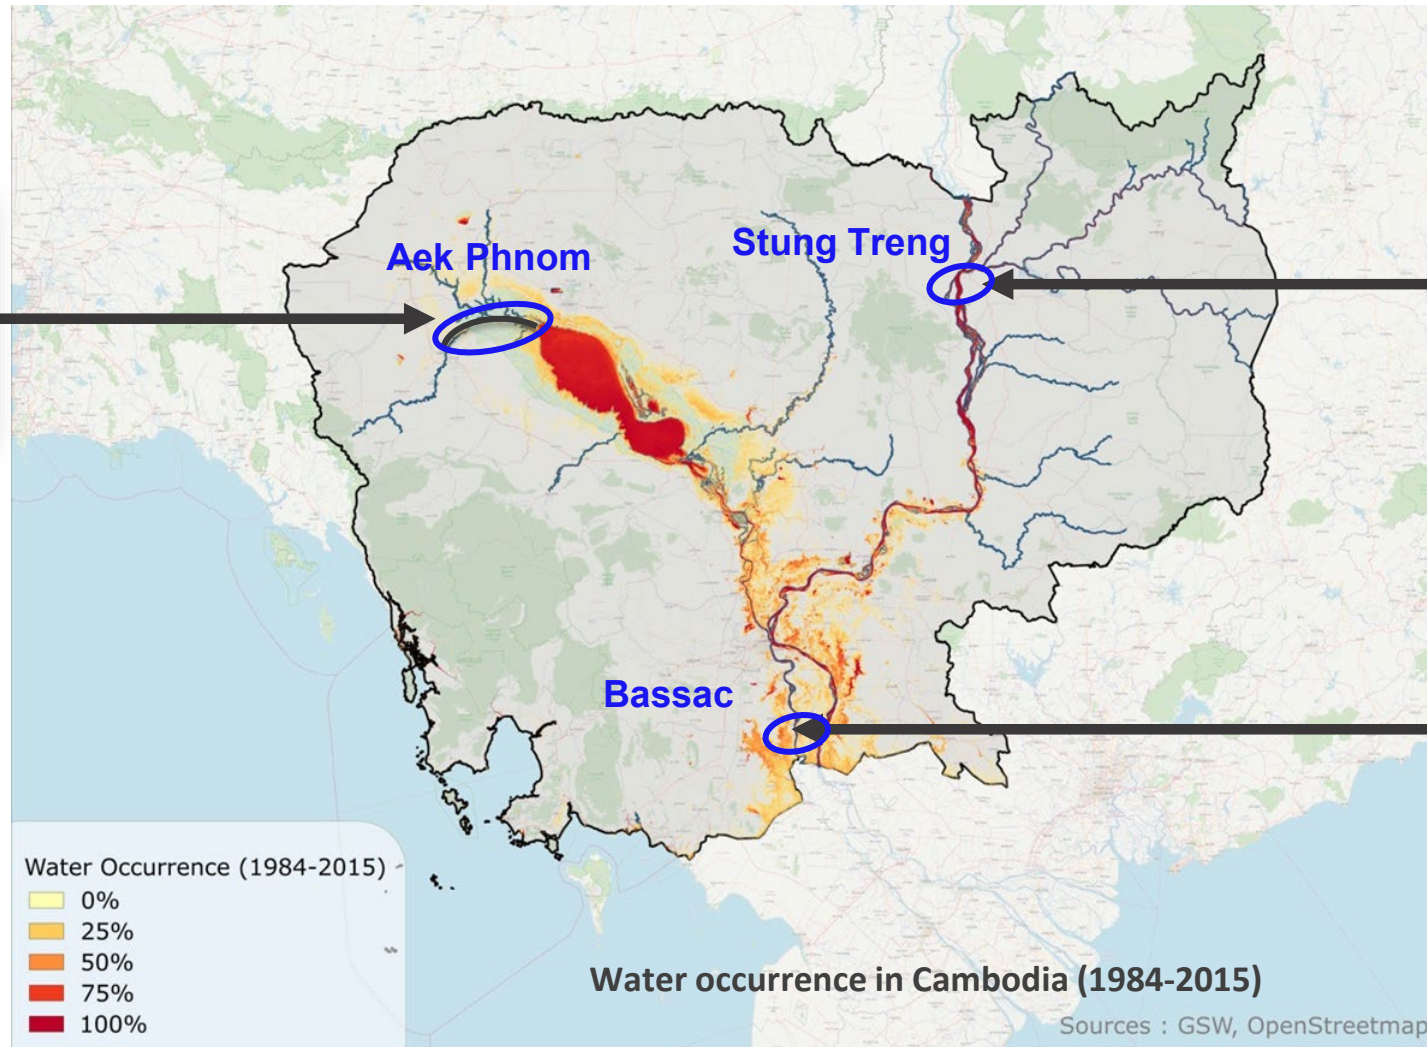 Stung Treng
Aek Phnom
Bassac
Water Occurrence (1984-2015)
0%
25%
50%
75%
100%
Water occurrence in Cambodia (1984-2015)
Sources : GSW, OpenStreetmap